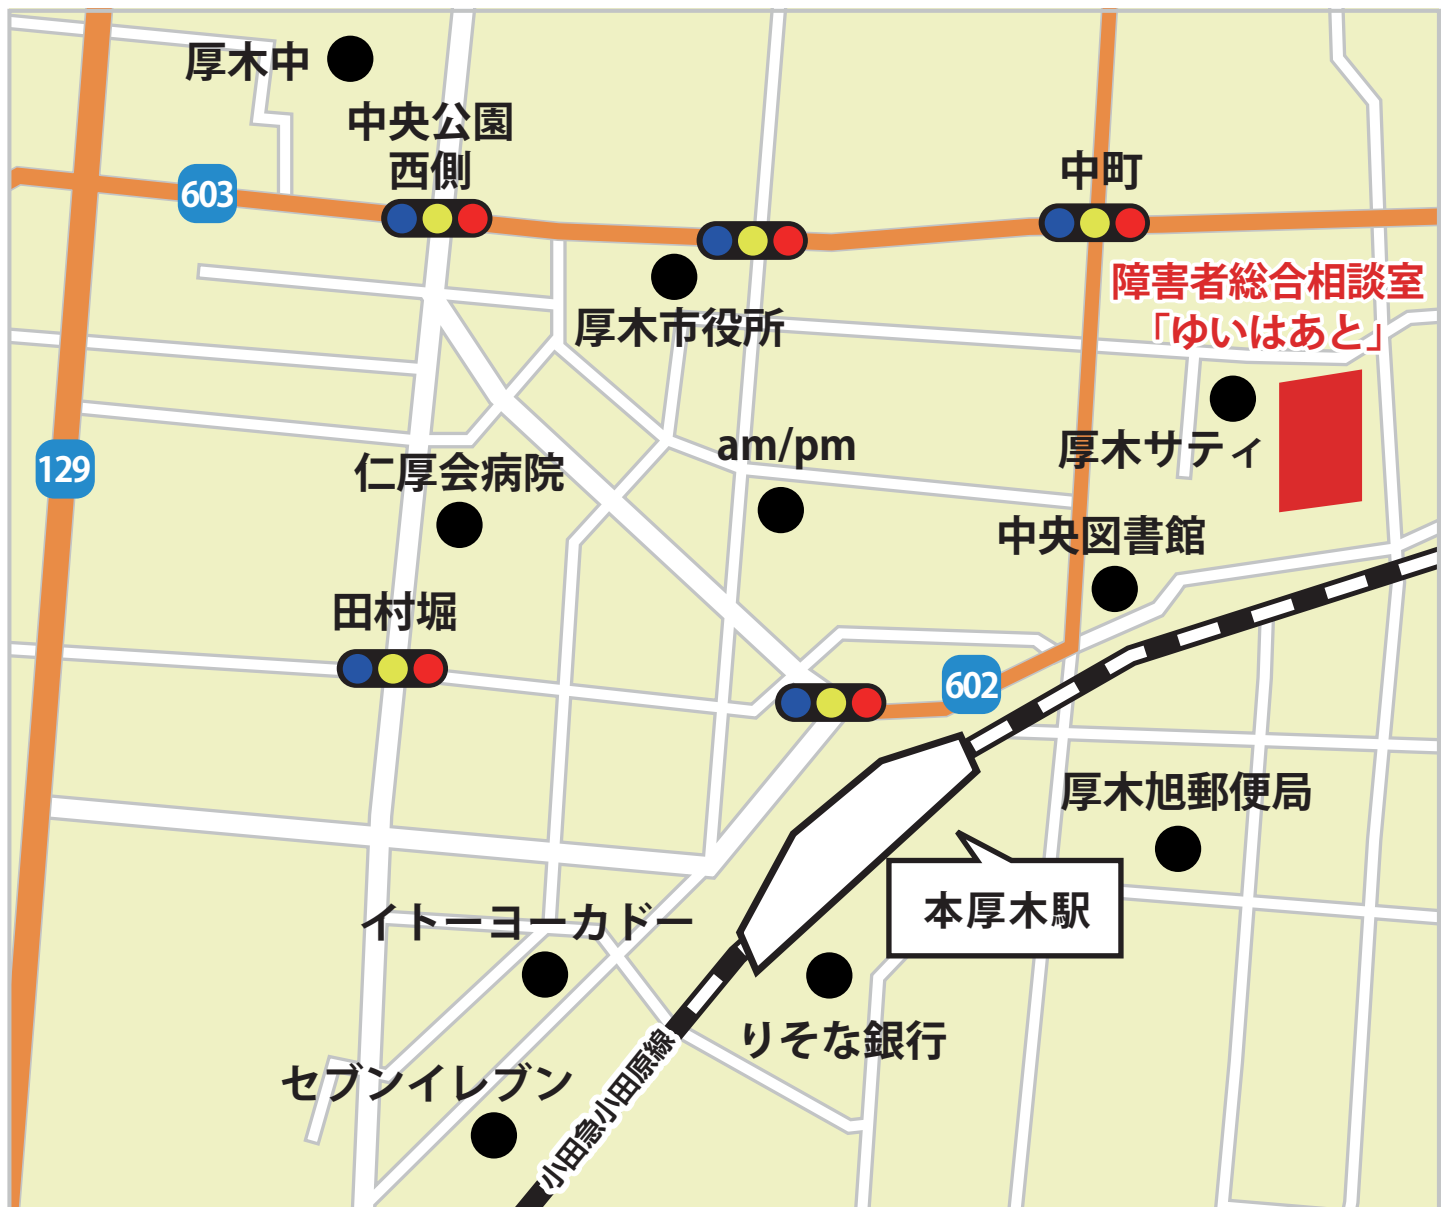 厚木中
中央公園
西側
603
中町
障害者総合相談室
「ゆいはあと」
厚木市役所
厚木サティ
am/pm
129
仁厚会病院
中央図書館
田村堀
602
厚木旭郵便局
本厚木駅
イトーヨーカドー
りそな銀行
セブンイレブン
小田急小田原線